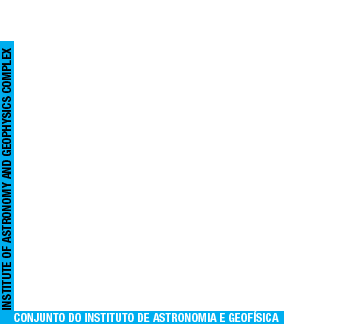 INSTITUTE OF ASTRONOMY AND GEOPHYSICS COMPLEX
CONJUNTO DO INSTITUTO DE ASTRONOMIA E GEOFÍSICA